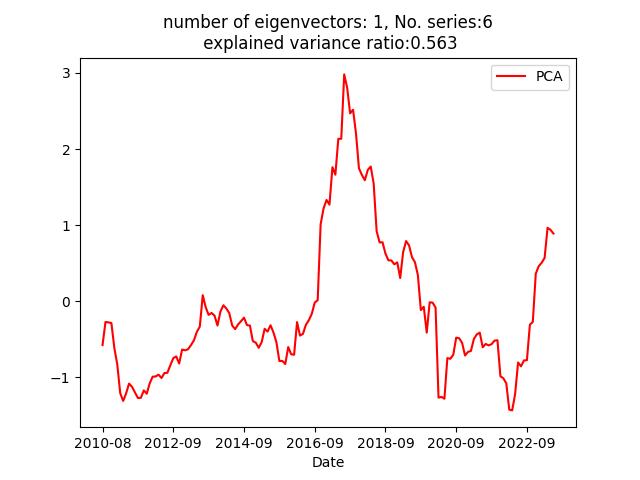 number of eigenvectors: 1, No. series:6
explained variance ratio:0.563
PCA
3
2
1
0
−1
2010-08 2012-09 2014-09 2016-09 2018-09 2020-09 2022-09
Date